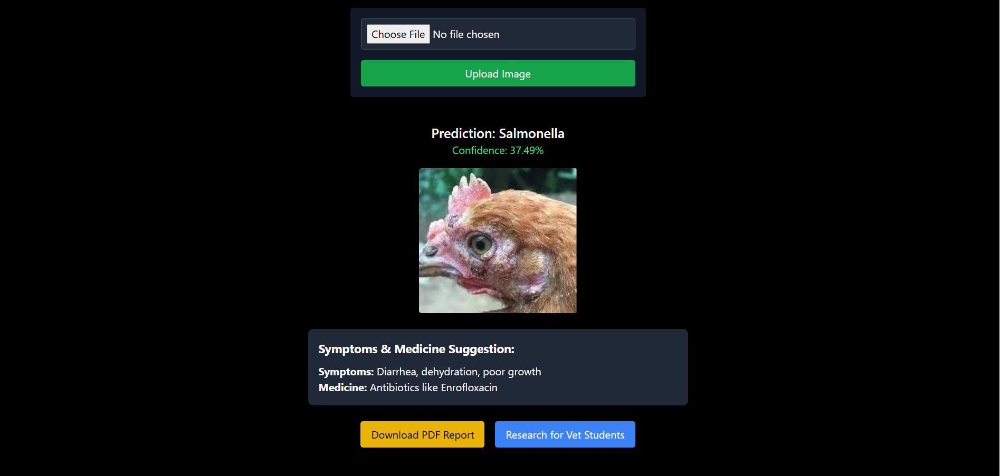 Choose File No file chosen
Upload Image
Prediction: Salmonella
Confidence: 37.49%
Symptoms & Medicine Suggestion:
Symptoms: Diarrhea, dehydration, poor growth
Medicine: Antibiotics like Enrofloxacin
Download PDF Report
Research for Vet Students